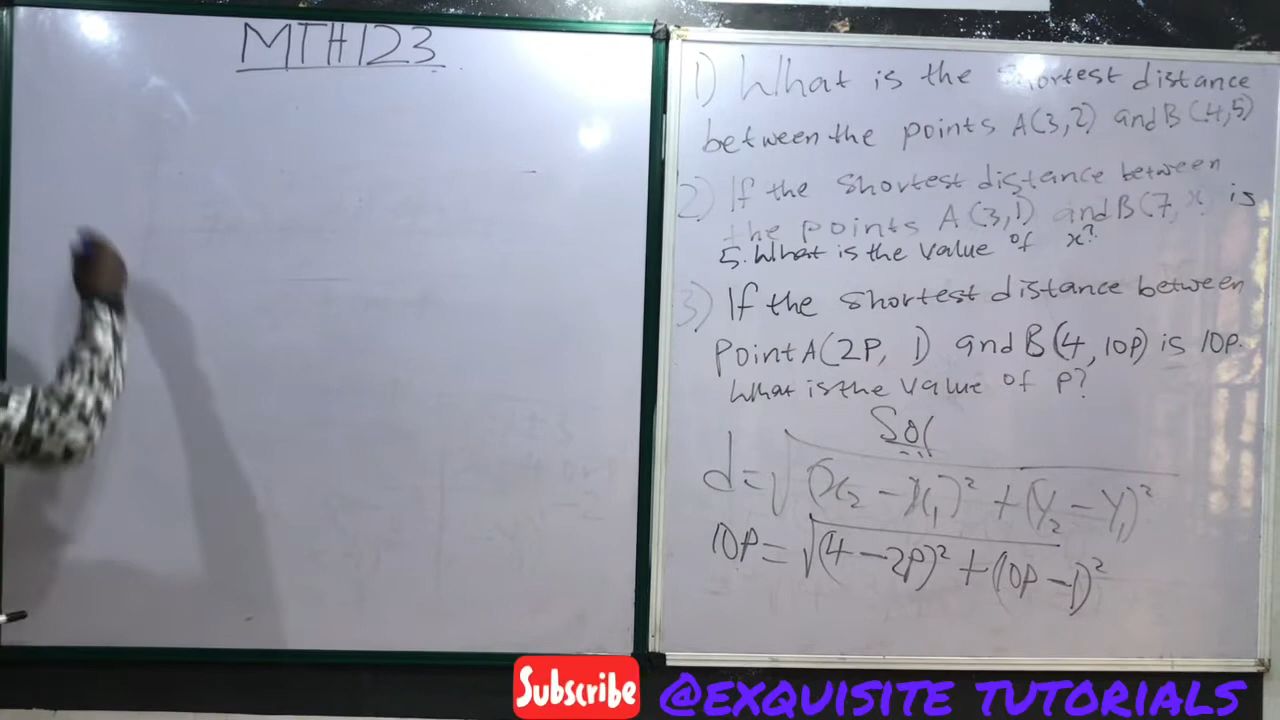 MTH123
1) What is the shortest distance
between the points A(3,2) and B(4,5)
2) If the shortest distance between
the points A(3,1) and B(7,x) is
5. What is the value of x?
3) If the shortest distance between
Point A(2P, 1) and B(4, 10P) is 10P.
What is the value of P?
Sol
d=√(x₂ - x₁)² + (y₂ - y₁)²
10P=√(4 - 2P)² + (10P - 1)²
Subscribe @EXQUISITE TUTORIALS